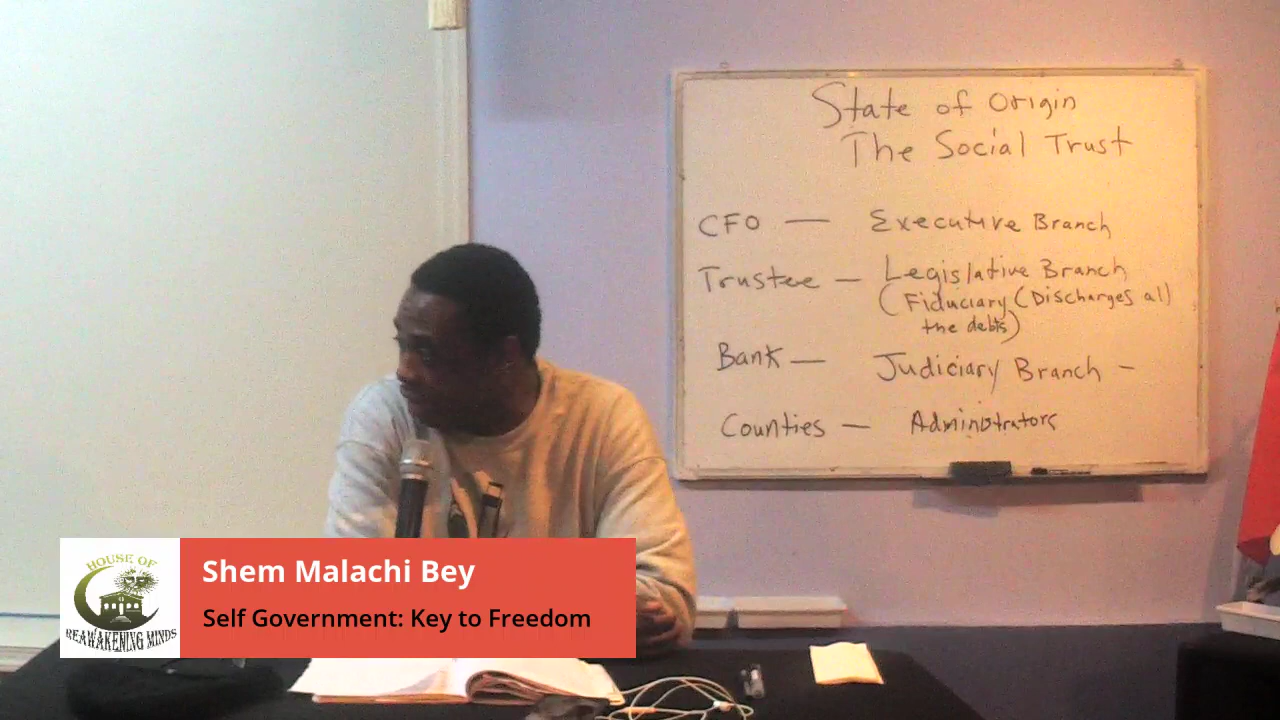 State of Origin
The Social Trust
CFO — Executive Branch
Trustee — Legislative Branch
(Fiduciary (Discharges all
the debts)
Bank — Judiciary Branch -
Counties — Administrators
HOUSE OF
REAWAKENING MINDS
Shem Malachi Bey
Self Government: Key to Freedom